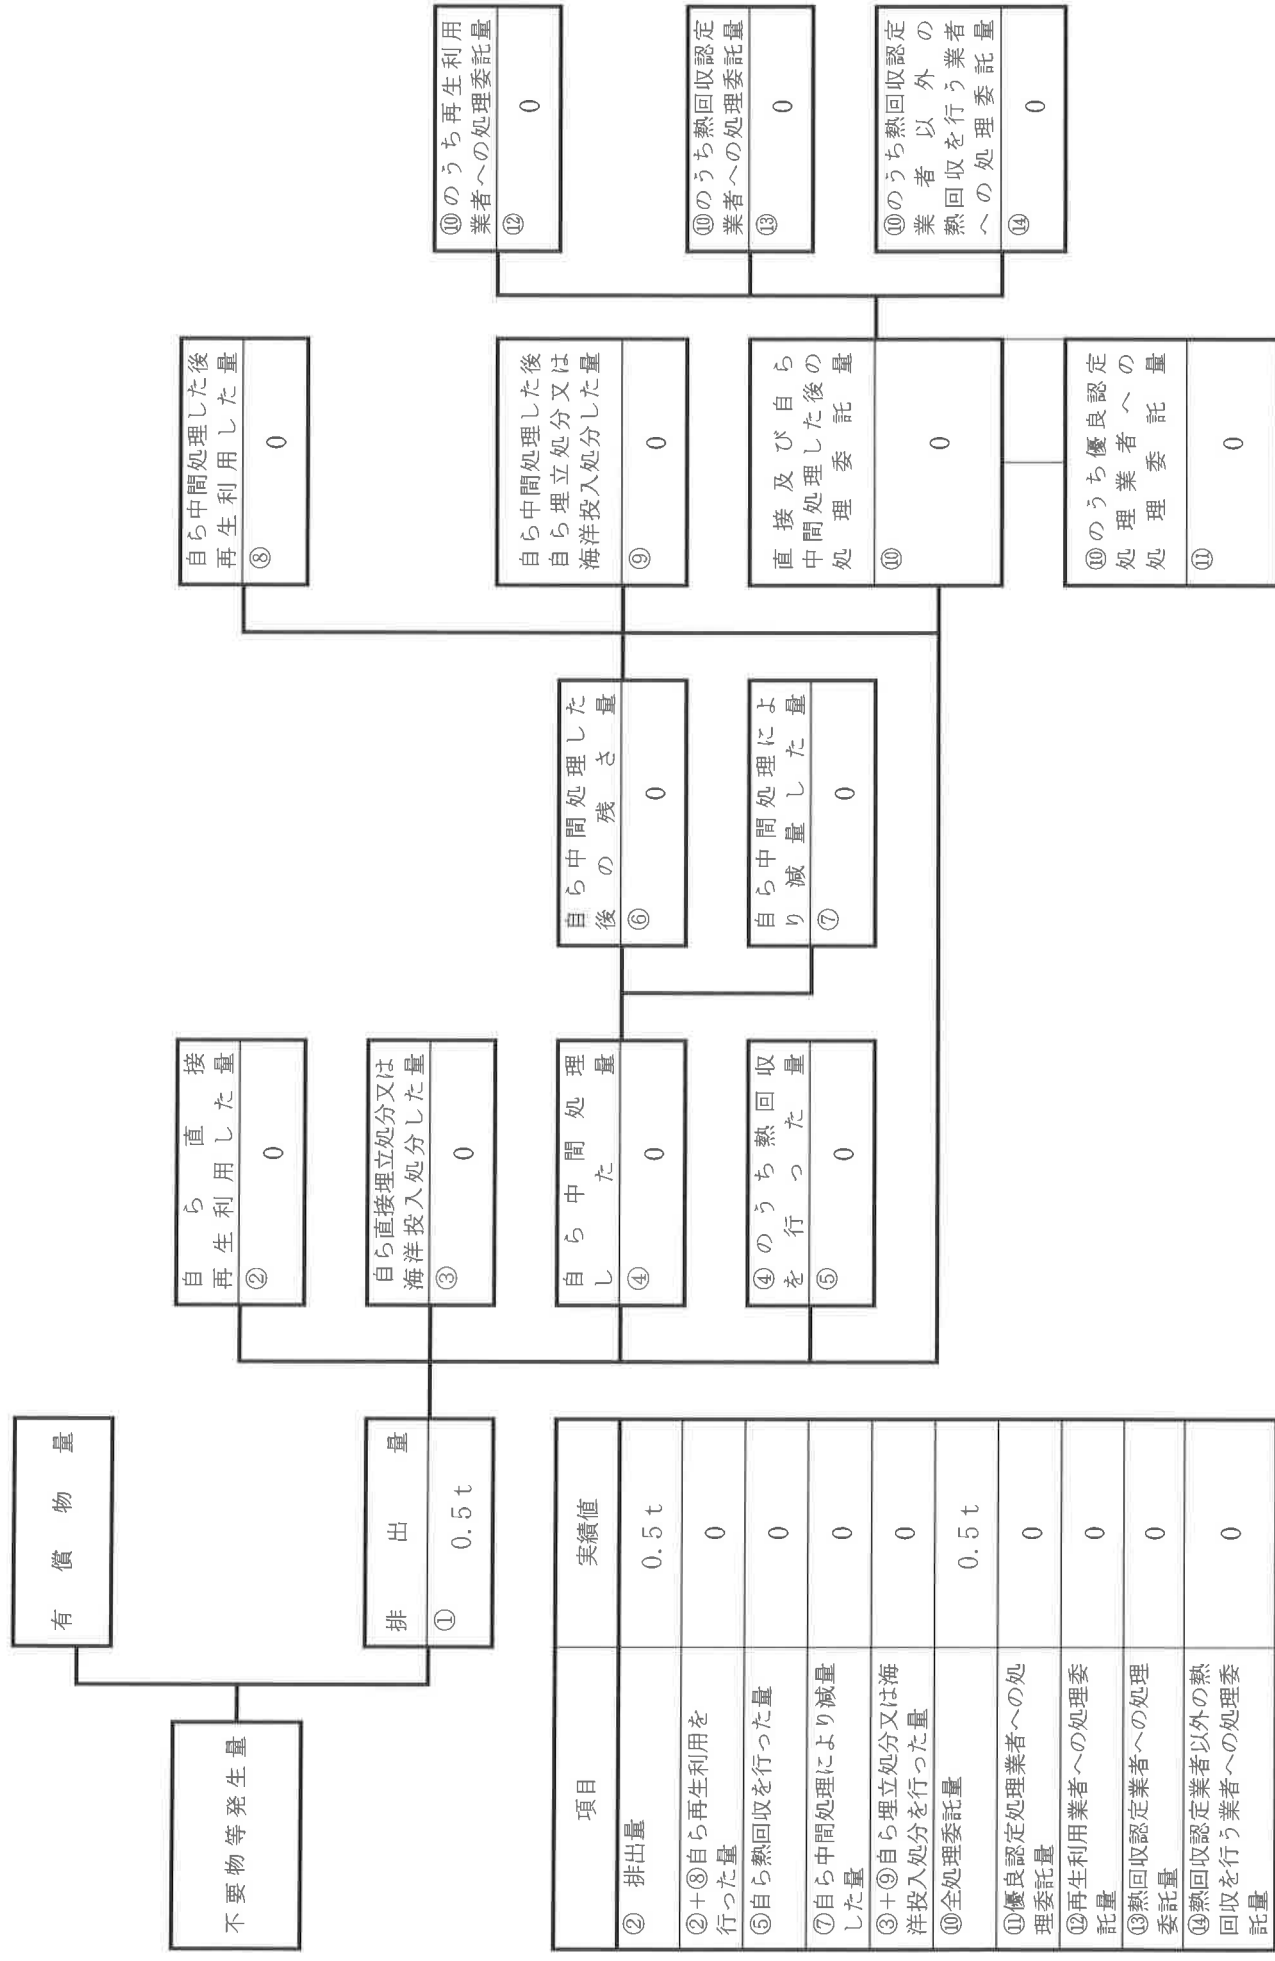 不要物等発生量
有償物量
排出量
①
0.5t
自ら直接
再生利用した量
②
0
自ら直接埋立処分又は
海洋投入処分した量
③
0
自ら中間処理
した量
④
0
④のうち熱回収
を行った量
⑤
0
自ら中間処理した
後の残さ量
⑥
0
自ら中間処理によ
り減量した量
⑦
0
自ら中間処理した後
再生利用した量
⑧
0
自ら中間処理した後
自ら埋立処分又は
海洋投入処分した量
⑨
0
直接及び自ら
中間処理した後の
処理委託量
⑩
0
⑩のうち優良認定
処理業者への
処理委託量
⑪
0
⑩のうち再生利用
業者への処理委託量
⑫
0
⑩のうち熱回収認定
業者への処理委託量
⑬
0
⑩のうち熱回収認定
業者以外の
熱回収を行う業者
への処理委託量
⑭
0
項目 実績値
② 排出量 0.5t
②+⑧自ら再生利用を
行った量 0
⑤自ら熱回収を行った量 0
⑦自ら中間処理により減量
した量 0
③+⑨自ら埋立処分又は海
洋投入処分を行った量 0
⑩全処理委託量 0.5t
⑪優良認定処理業者への処
理委託量 0
⑫再生利用業者への処理委
託量 0
⑬熱回収認定業者への処理
委託量 0
⑭熱回収認定業者以外の熱
回収を行う業者への処理委
託量 0